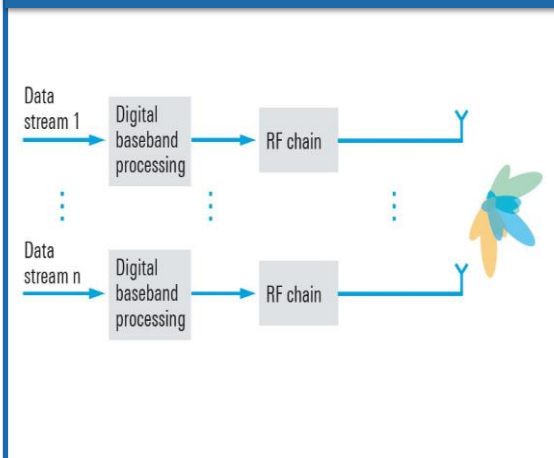 Data
stream 1
Digital
baseband
processing
RF chain
Data
stream n
Digital
baseband
processing
RF chain